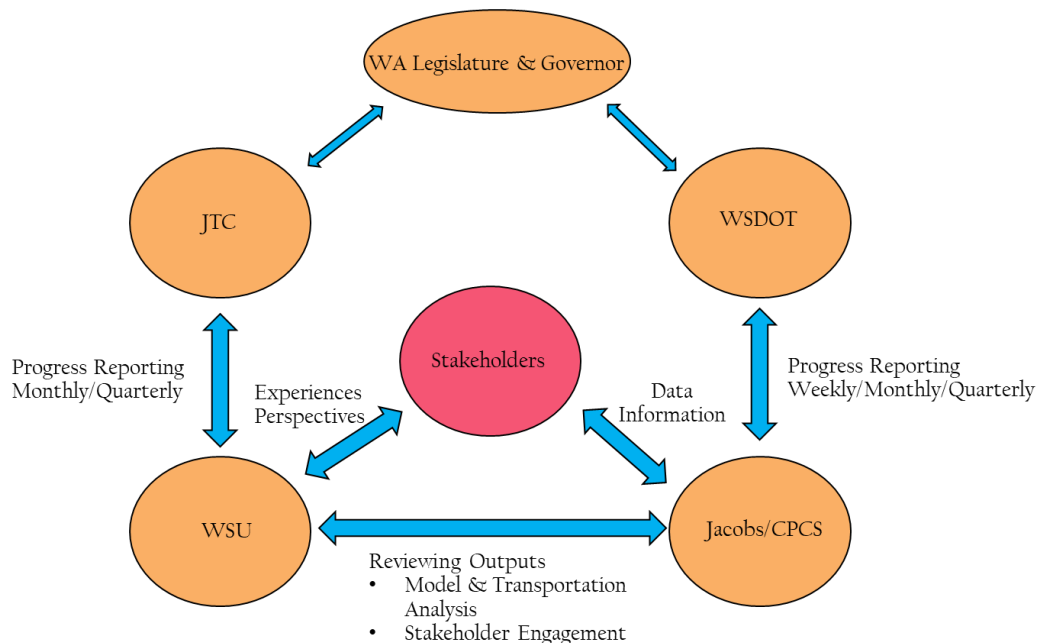 WA Legislature & Governor
JTC
WSDOT
Stakeholders
Progress Reporting
Monthly/Quarterly
Experiences
Perspectives
Data
Information
Progress Reporting
Weekly/Monthly/Quarterly
WSU
Jacobs/CPCS
Reviewing Outputs
• Model & Transportation
Analysis
• Stakeholder Engagement